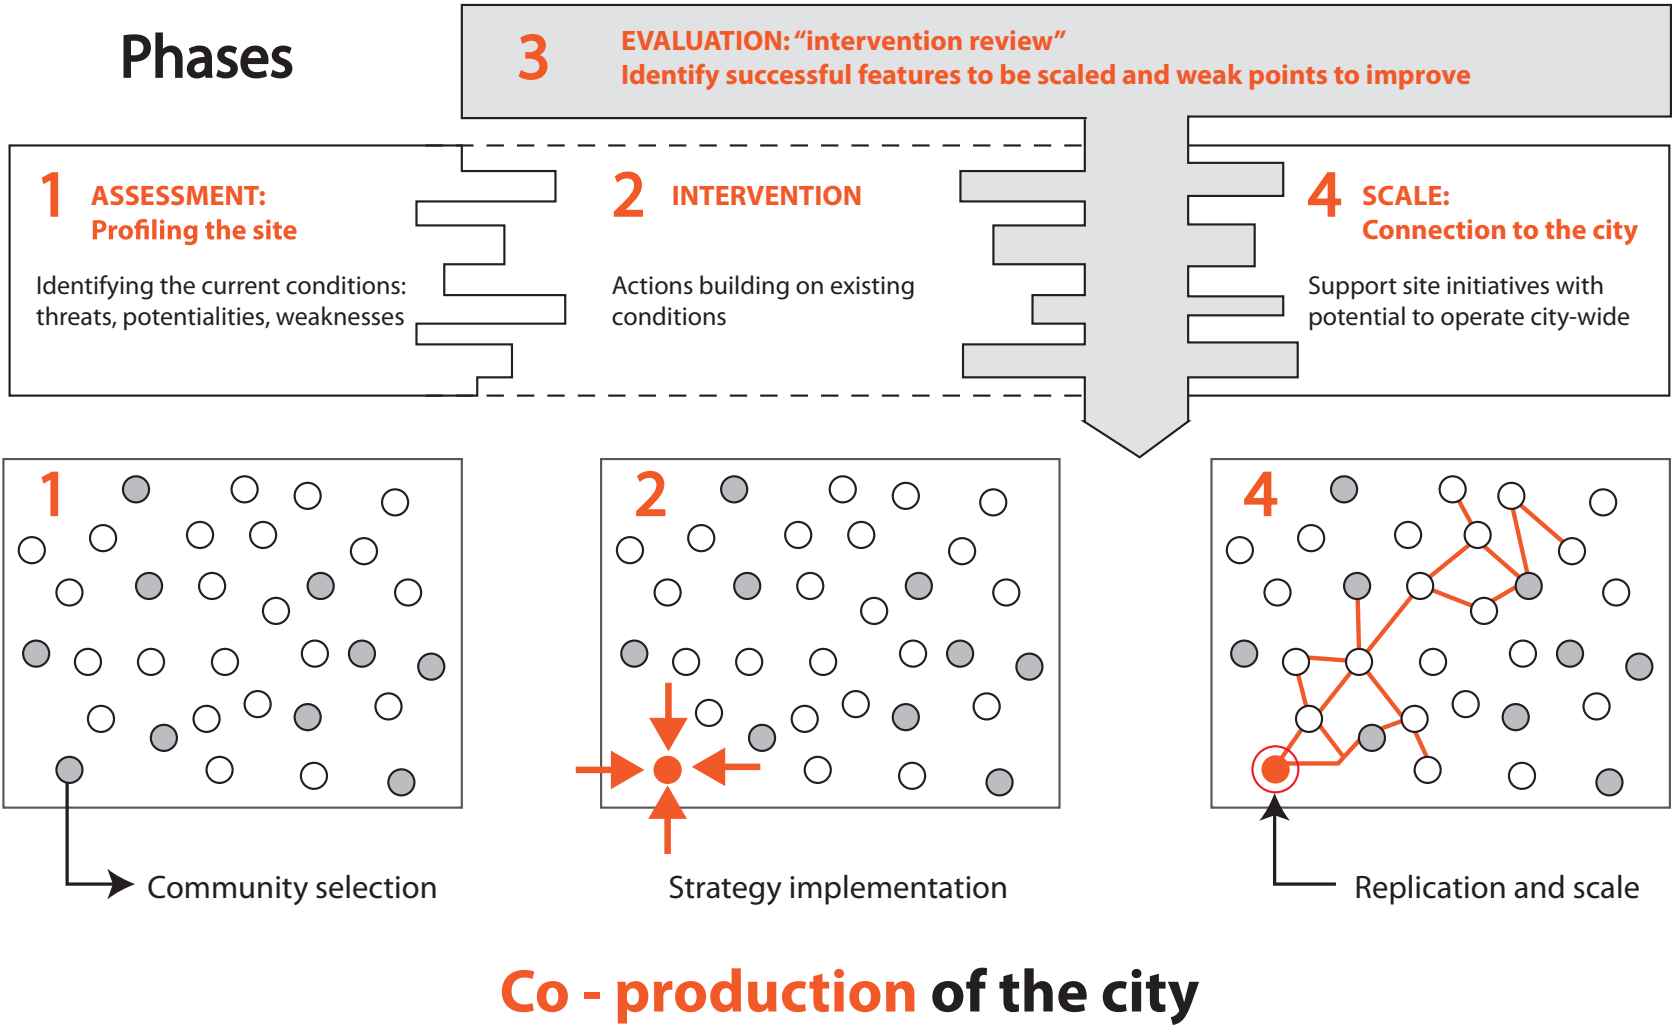 Phases
3
EVALUATION: “intervention review”
Identify successful features to be scaled and weak points to improve
1
ASSESSMENT:
Profiling the site
Identifying the current conditions:
threats, potentialities, weaknesses
2
INTERVENTION
Actions building on existing
conditions
4
SCALE:
Connection to the city
Support site initiatives with
potential to operate city-wide
1
2
4
Community selection
Strategy implementation
Replication and scale
Co - production of the city